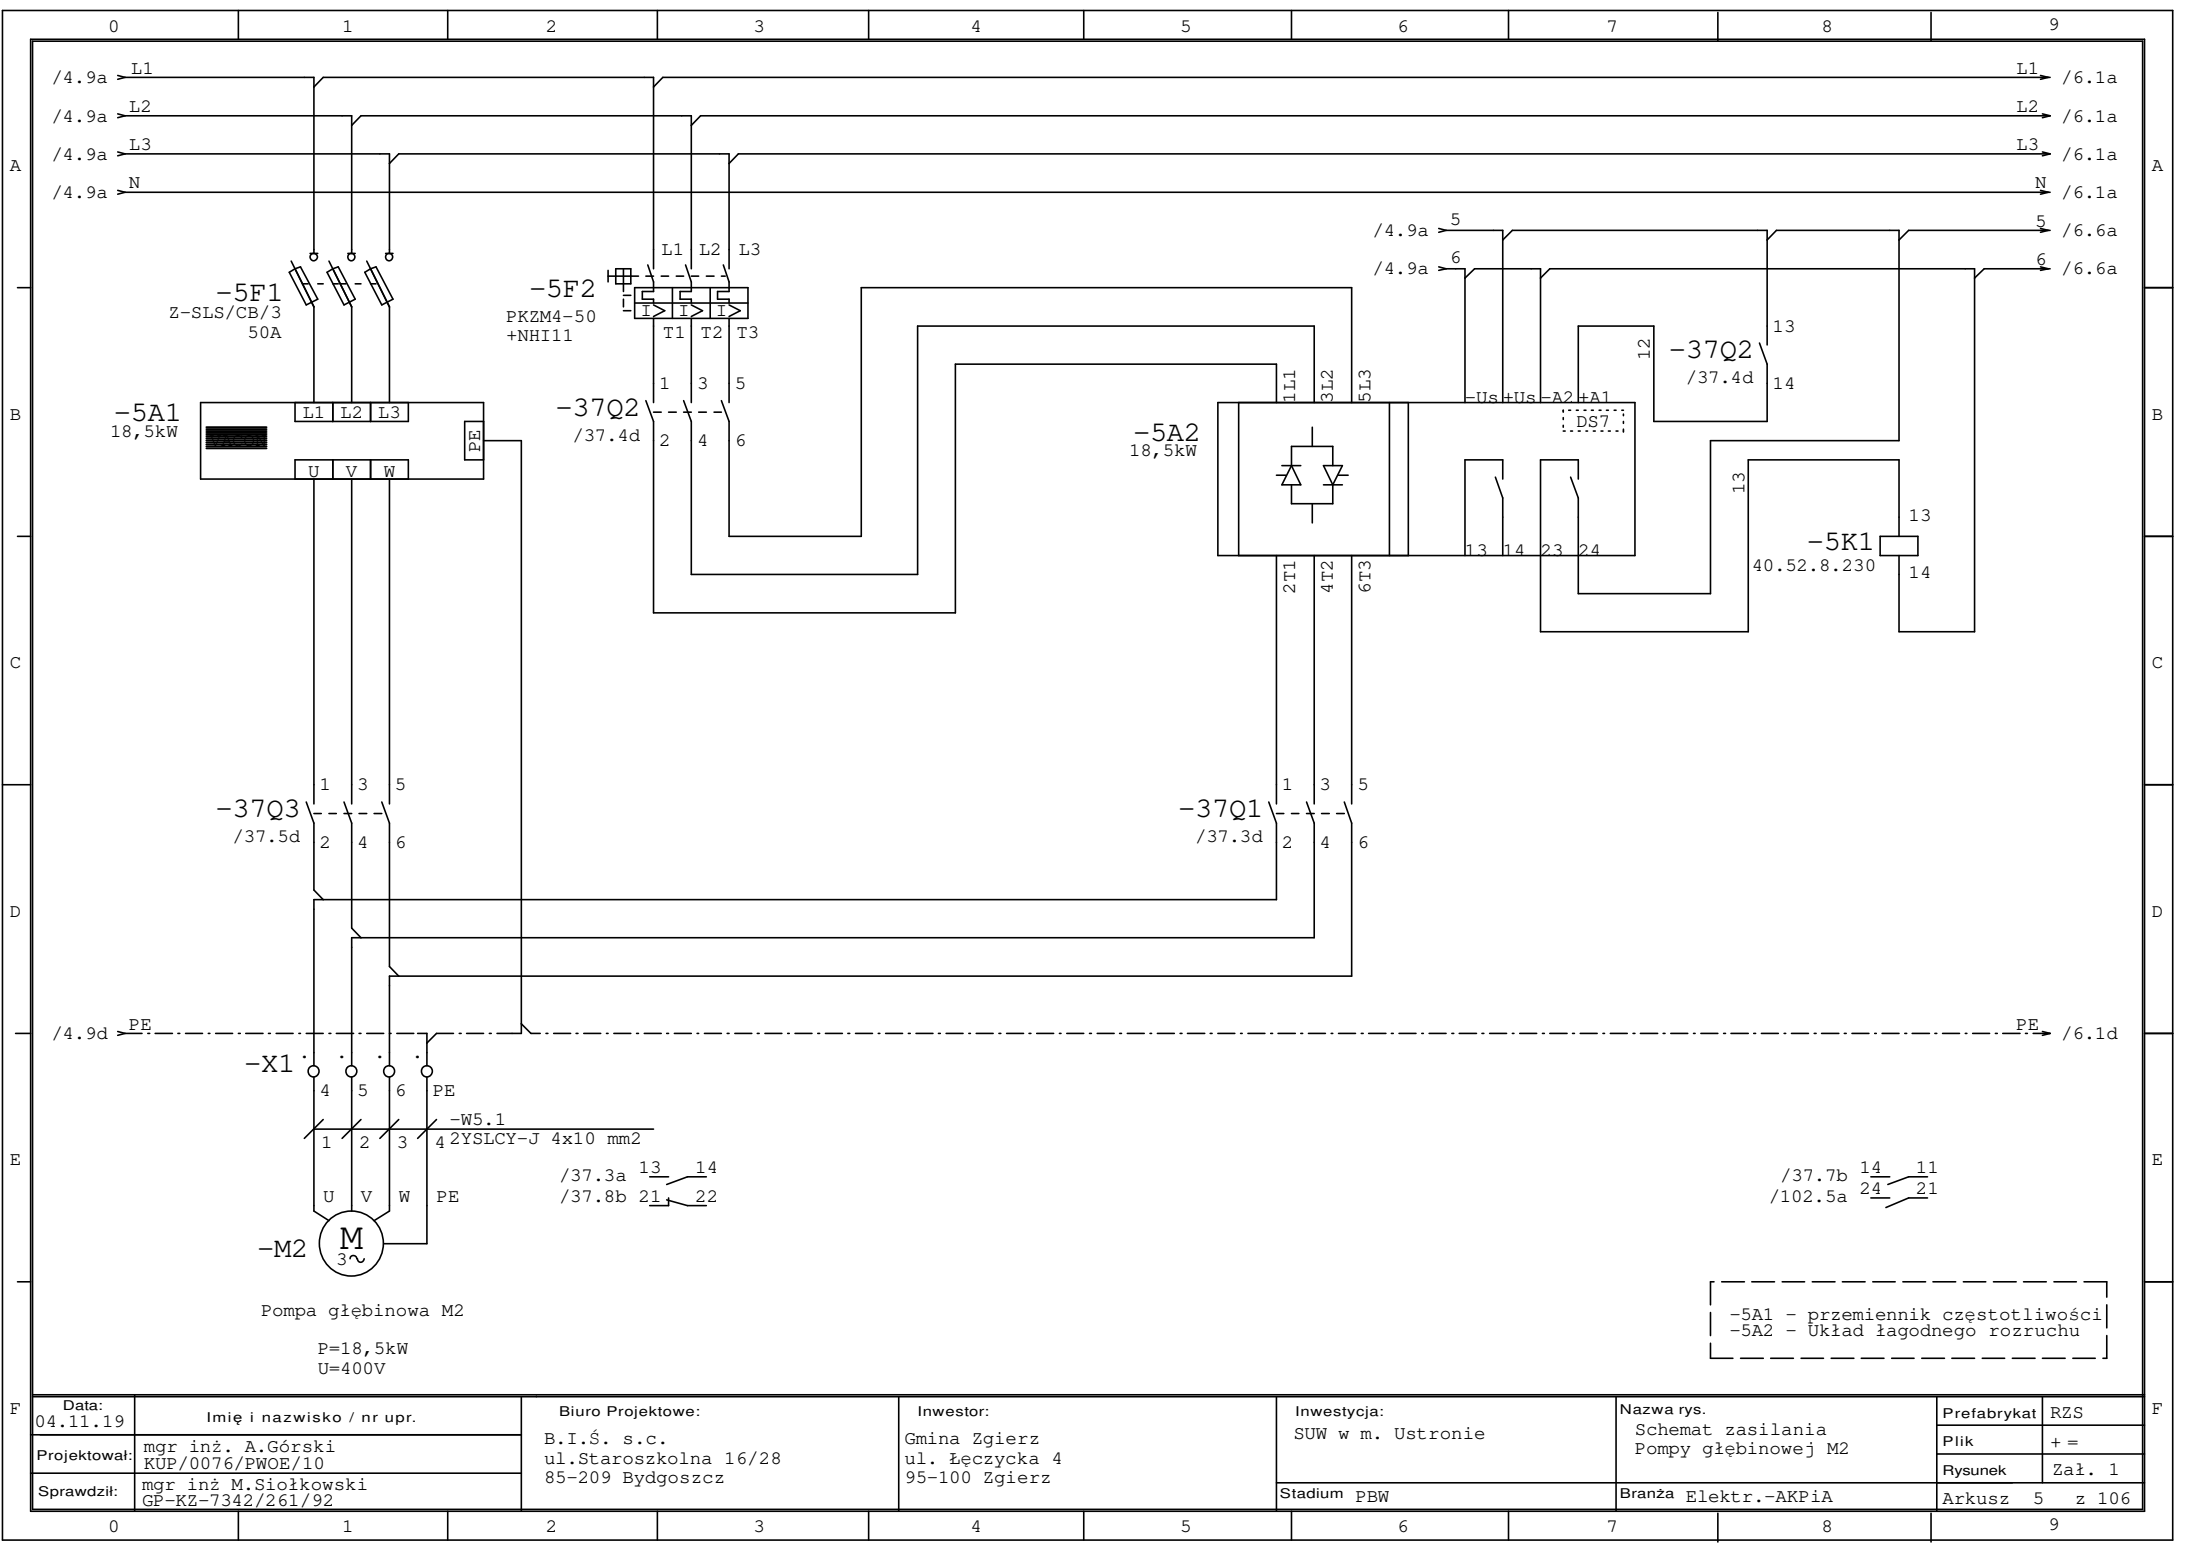 0 1 2 3 4 5 6 7 8 9
/4.9a L1 L1 /6.1a
/4.9a L2 L2 /6.1a
/4.9a L3 L3 /6.1a
A A
/4.9a N N /6.1a
/4.9a 5 5 /6.6a
/4.9a 6 6 /6.6a
L1 L2 L3
-5F1
Z-SLS/CB/3
50A
-5F2
PKZM4-50
+NHI11
I> I> I>
T1 T2 T3
1 3 5
-37Q2
/37.4d
2 4 6
-5A1
18,5kW
L1 L2 L3
PE
U V W
B B
1L1 3L2 5L3
-5A2
18,5kW
-Us +Us -A2 +A1
DS7
12
13
-37Q2
/37.4d
14
13
13 14 23 24
13
-5K1
40.52.8.230
14
2T1 4T2 6T3
C C
1 3 5
-37Q3
/37.5d
2 4 6
1 3 5
-37Q1
/37.3d
2 4 6
D D
/4.9d PE PE /6.1d
-X1
4 5 6 PE
-W5.1
1 2 3 4 2YSLCY-J 4x10 mm2
E E
/37.3a 13 14
/37.8b 21 22
/37.7b 14 11
/102.5a 24 21
U V W PE
-M2
M
3~
Pompa głębinowa M2
P=18,5kW
U=400V
-5A1 - przemiennik częstotliwości
-5A2 - Układ łagodnego rozruchu
F F
Data:
04.11.19
Imię i nazwisko / nr upr.
Projektował:
mgr inż. A.Górski
KUP/0076/PWOE/10
Sprawdził:
mgr inż M.Siołkowski
GP-KZ-7342/261/92
Biuro Projektowe:
B.I.Ś. s.c.
ul.Staroszkolna 16/28
85-209 Bydgoszcz
Inwestor:
Gmina Zgierz
ul. Łęczycka 4
95-100 Zgierz
Inwestycja:
SUW w m. Ustronie
Stadium PBW
Nazwa rys.
Schemat zasilania
Pompy głębinowej M2
Branża Elektr.-AKPiA
Prefabrykat RZS
Plik + =
Rysunek Zał. 1
Arkusz 5 z 106
0 1 2 3 4 5 6 7 8 9